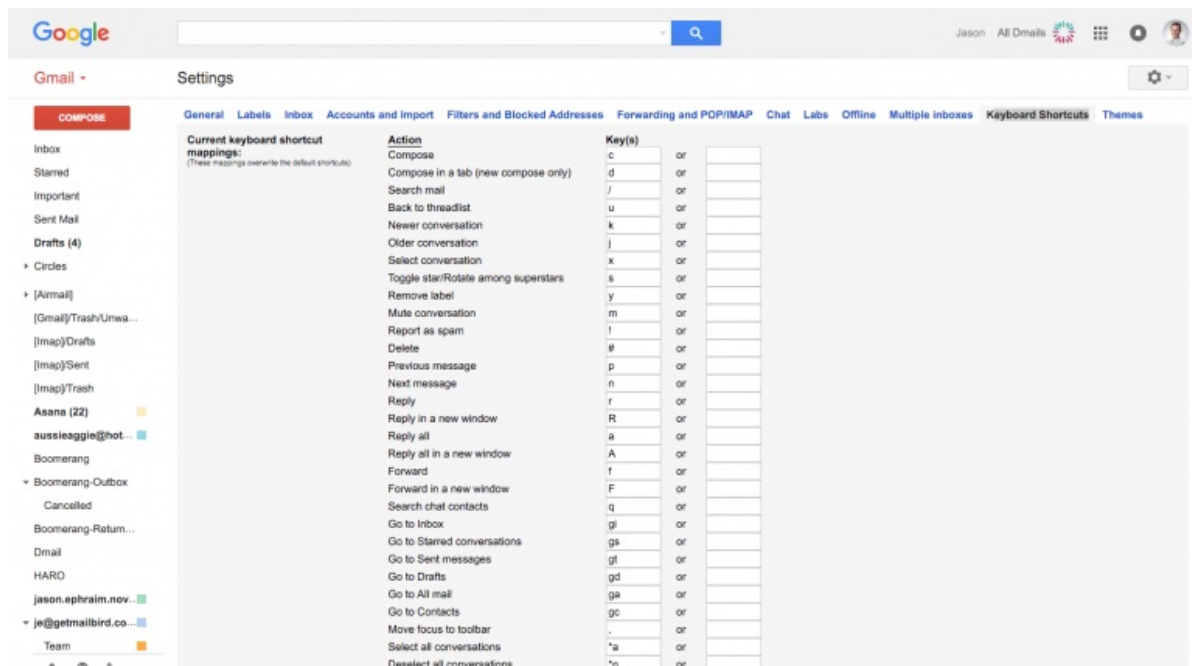 Google
Jason All Dmails
Gmail
Settings
COMPOSE
General Labels Inbox Accounts and Import Filters and Blocked Addresses Forwarding and POP/IMAP Chat Labs Offline Multiple inboxes Keyboard Shortcuts Themes
Inbox
Starred
Important
Sent Mail
Drafts (4)
Circles
[Airmail]
[Gmail]/Trash/Unwa...
[Imap]/Drafts
[Imap]/Sent
[Imap]/Trash
Asana (22)
aussieaggie@hot...
Boomerang
Boomerang-Outbox
Cancelled
Boomerang-Return...
Dmail
HARO
jason.ephraim.nov...
je@getmailbird.co...
Team
Current keyboard shortcut
mappings:
(These mappings overwrite the default shortcuts)
Action Key(s)
Compose c or
Compose in a tab (new compose only) d or
Search mail / or
Back to threadlist u or
Newer conversation k or
Older conversation j or
Select conversation x or
Toggle star/Rotate among superstars s or
Remove label y or
Mute conversation m or
Report as spam ! or
Delete # or
Previous message p or
Next message n or
Reply r or
Reply in a new window R or
Reply all a or
Reply all in a new window A or
Forward f or
Forward in a new window F or
Search chat contacts q or
Go to Inbox gi or
Go to Starred conversations gs or
Go to Sent messages gt or
Go to Drafts gd or
Go to All mail ga or
Go to Contacts gc or
Move focus to toolbar , or
Select all conversations *a or
Deselect all conversations *n or